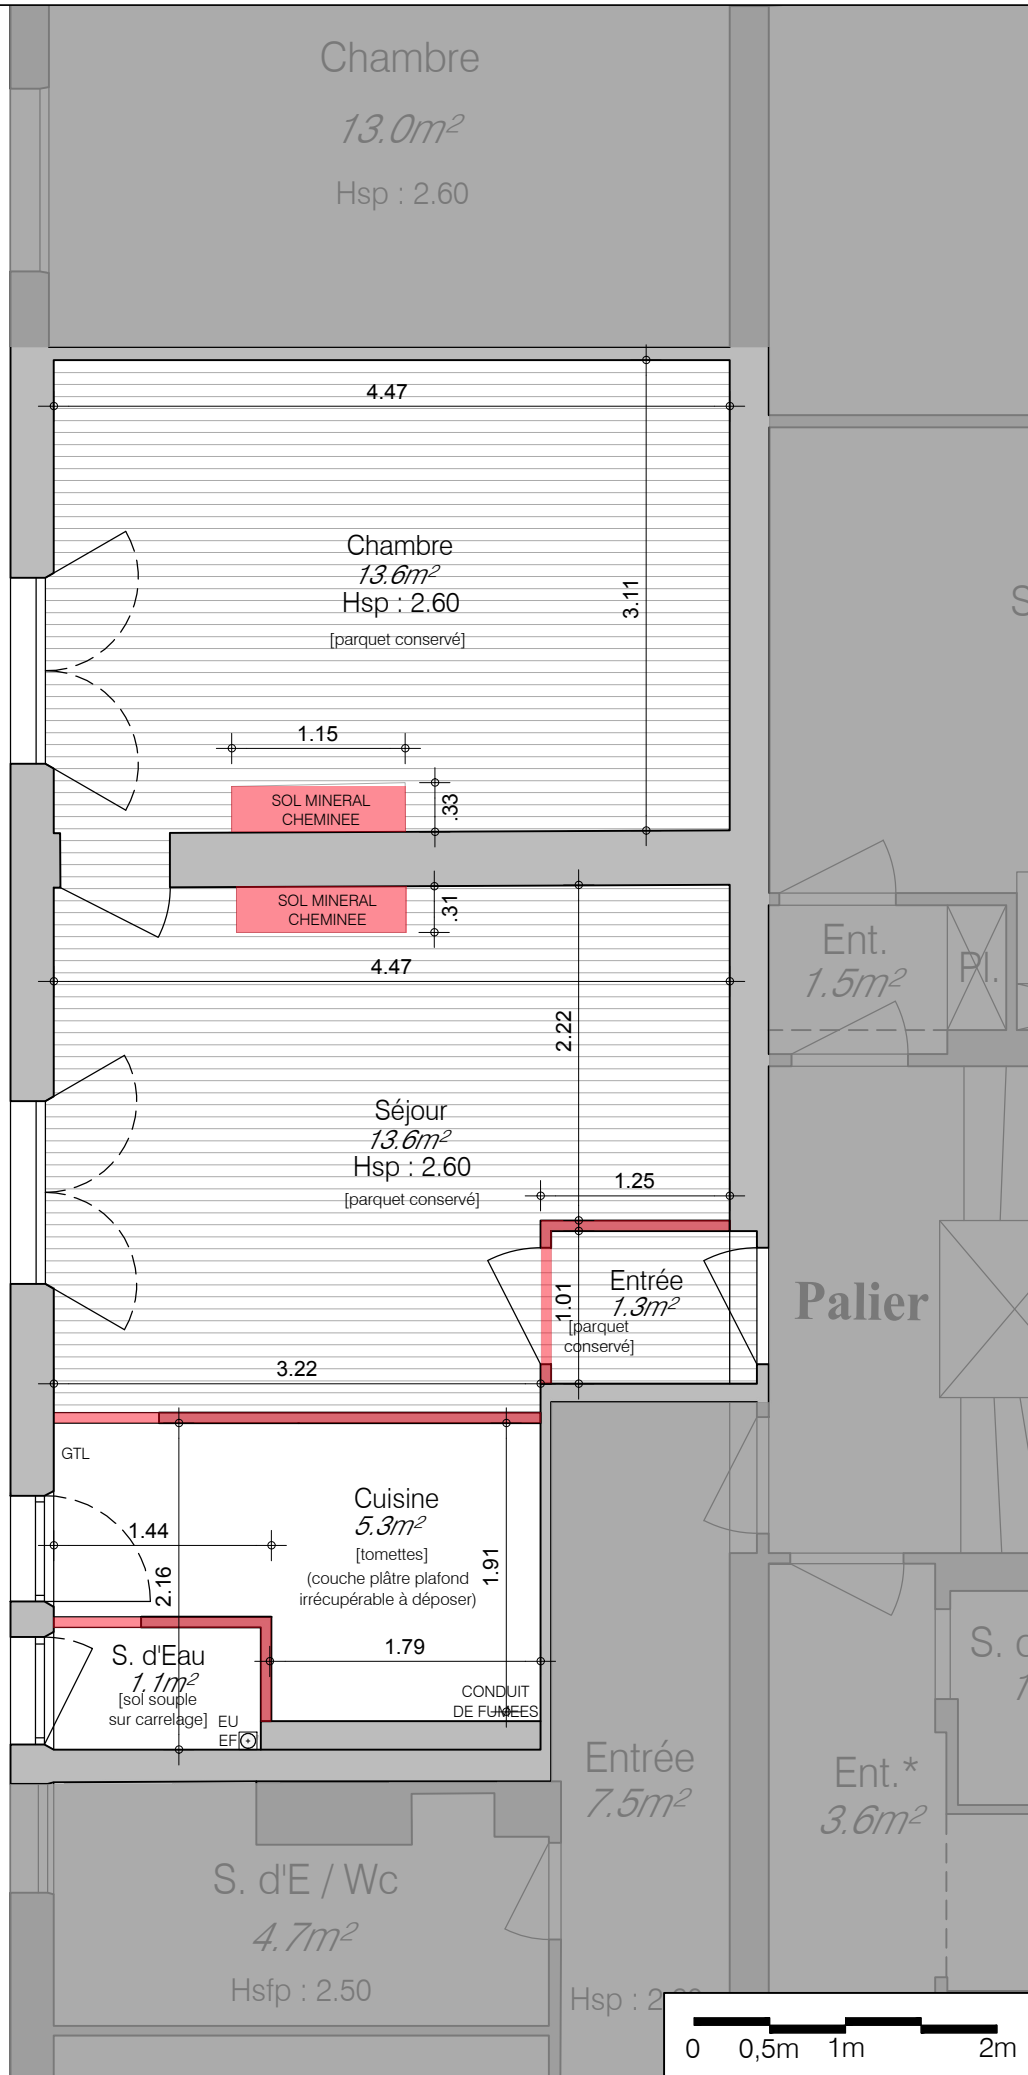 Chambre
13.0m²
Hsp : 2.60
4.47
Chambre
13.6m²
Hsp : 2.60
[parquet conservé]
3.11
1.15
SOL MINERAL
CHEMINEE
.33
SOL MINERAL
CHEMINEE
.31
4.47
2.22
Ent.
1.5m²
Pl.
Séjour
13.6m²
Hsp : 2.60
[parquet conservé]
1.25
Entrée
1.3m²
[parquet
conservé]
1.01
Palier
3.22
GTL
Cuisine
5.3m²
[tomettes]
(couche plâtre plafond
irrécupérable à déposer)
1.44
2.16
1.91
1.79
S. d'Eau
1.1m²
[sol souple
sur carrelage]
EU
EF
CONDUIT
DE FUMEES
Entrée
7.5m²
Ent.*
3.6m²
S. d'E / Wc
4.7m²
Hsfp : 2.50
Hsp : 2
0 0,5m 1m 2m